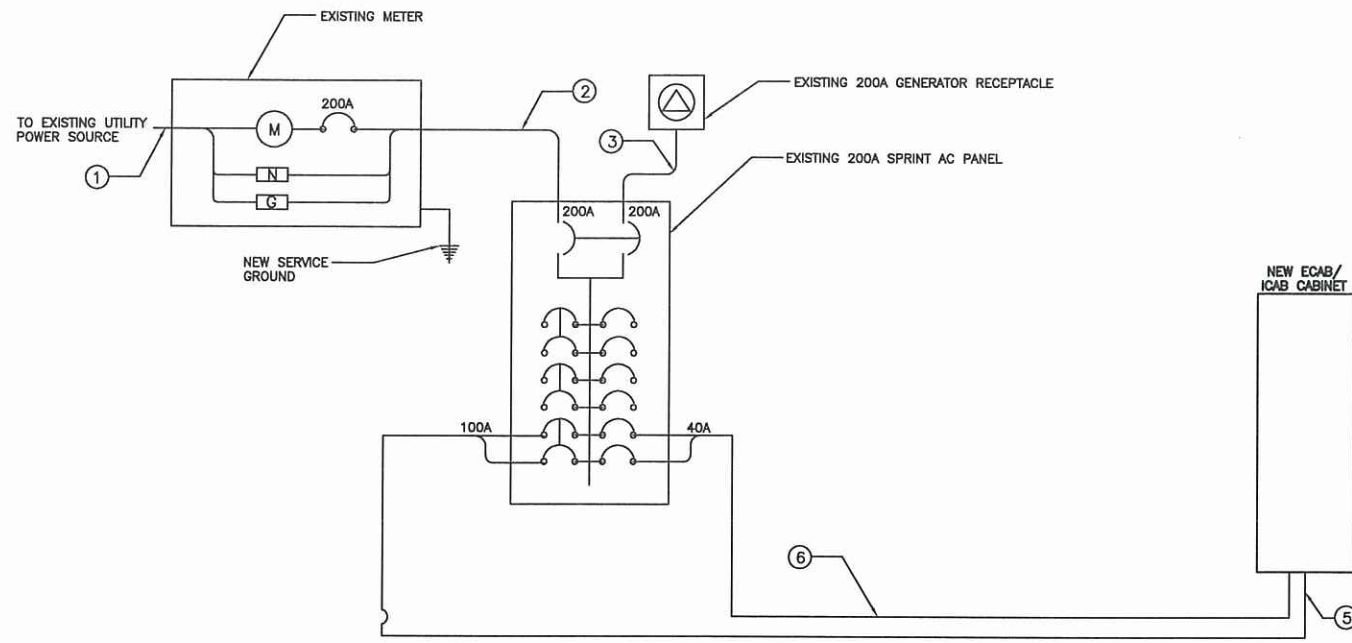 EXISTING METER
TO EXISTING UTILITY
POWER SOURCE
200A
M
N
G
1
2
3
EXISTING 200A GENERATOR RECEPTACLE
EXISTING 200A SPRINT AC PANEL
NEW SERVICE
GROUND
200A
200A
NEW ECAB/
ICAB CABINET
100A
40A
6
5